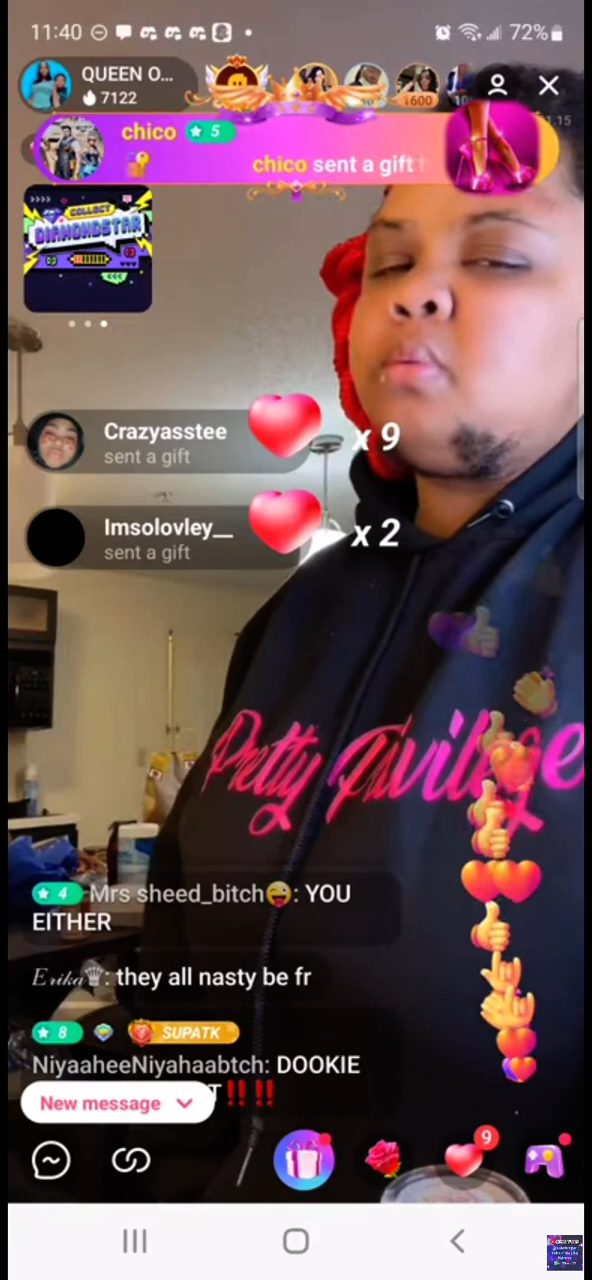 11:40
72%
QUEEN O...
7122
1600
1.15
chico 5
chico sent a gift
COLLECT
DIAMONDSTAR
Crazyasstee
sent a gift
x 9
Imsolovley__
sent a gift
x 2
Pretty Privilege
4 Mrs sheed_bitch😜: YOU
EITHER
𝐸𝓇𝒾𝓀𝒶♛: they all nasty be fr
8 SUPATK
NiyaaheeNiyahaabtch: DOOKIE
T‼️‼️
New message
9